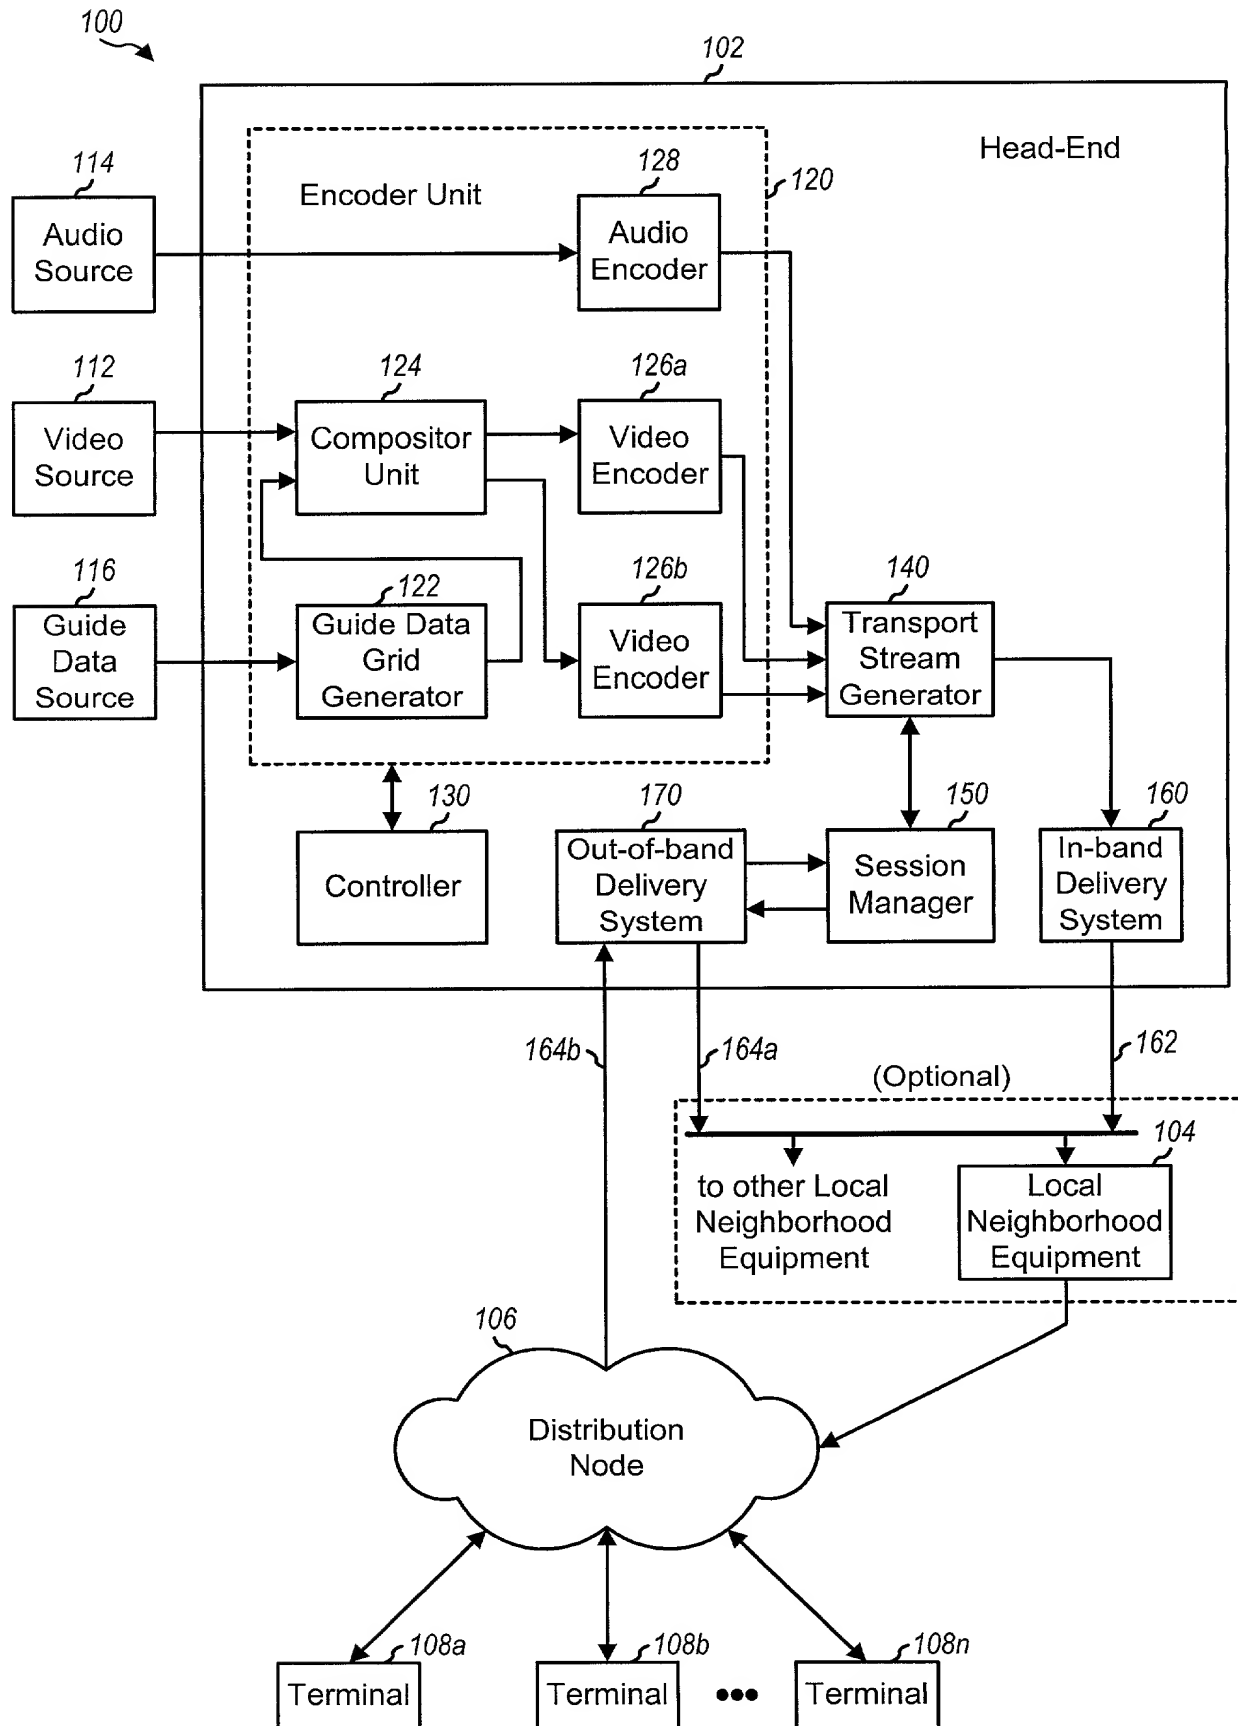 100
102
Head-End
120
Encoder Unit
114
Audio
Source
128
Audio
Encoder
112
Video
Source
124
Compositor
Unit
126a
Video
Encoder
116
Guide
Data
Source
122
Guide Data
Grid
Generator
126b
Video
Encoder
140
Transport
Stream
Generator
130
Controller
170
Out-of-band
Delivery
System
150
Session
Manager
160
In-band
Delivery
System
164b
164a
162
(Optional)
104
to other Local
Neighborhood
Equipment
Local
Neighborhood
Equipment
106
Distribution
Node
108a
Terminal
108b
Terminal
108n
Terminal